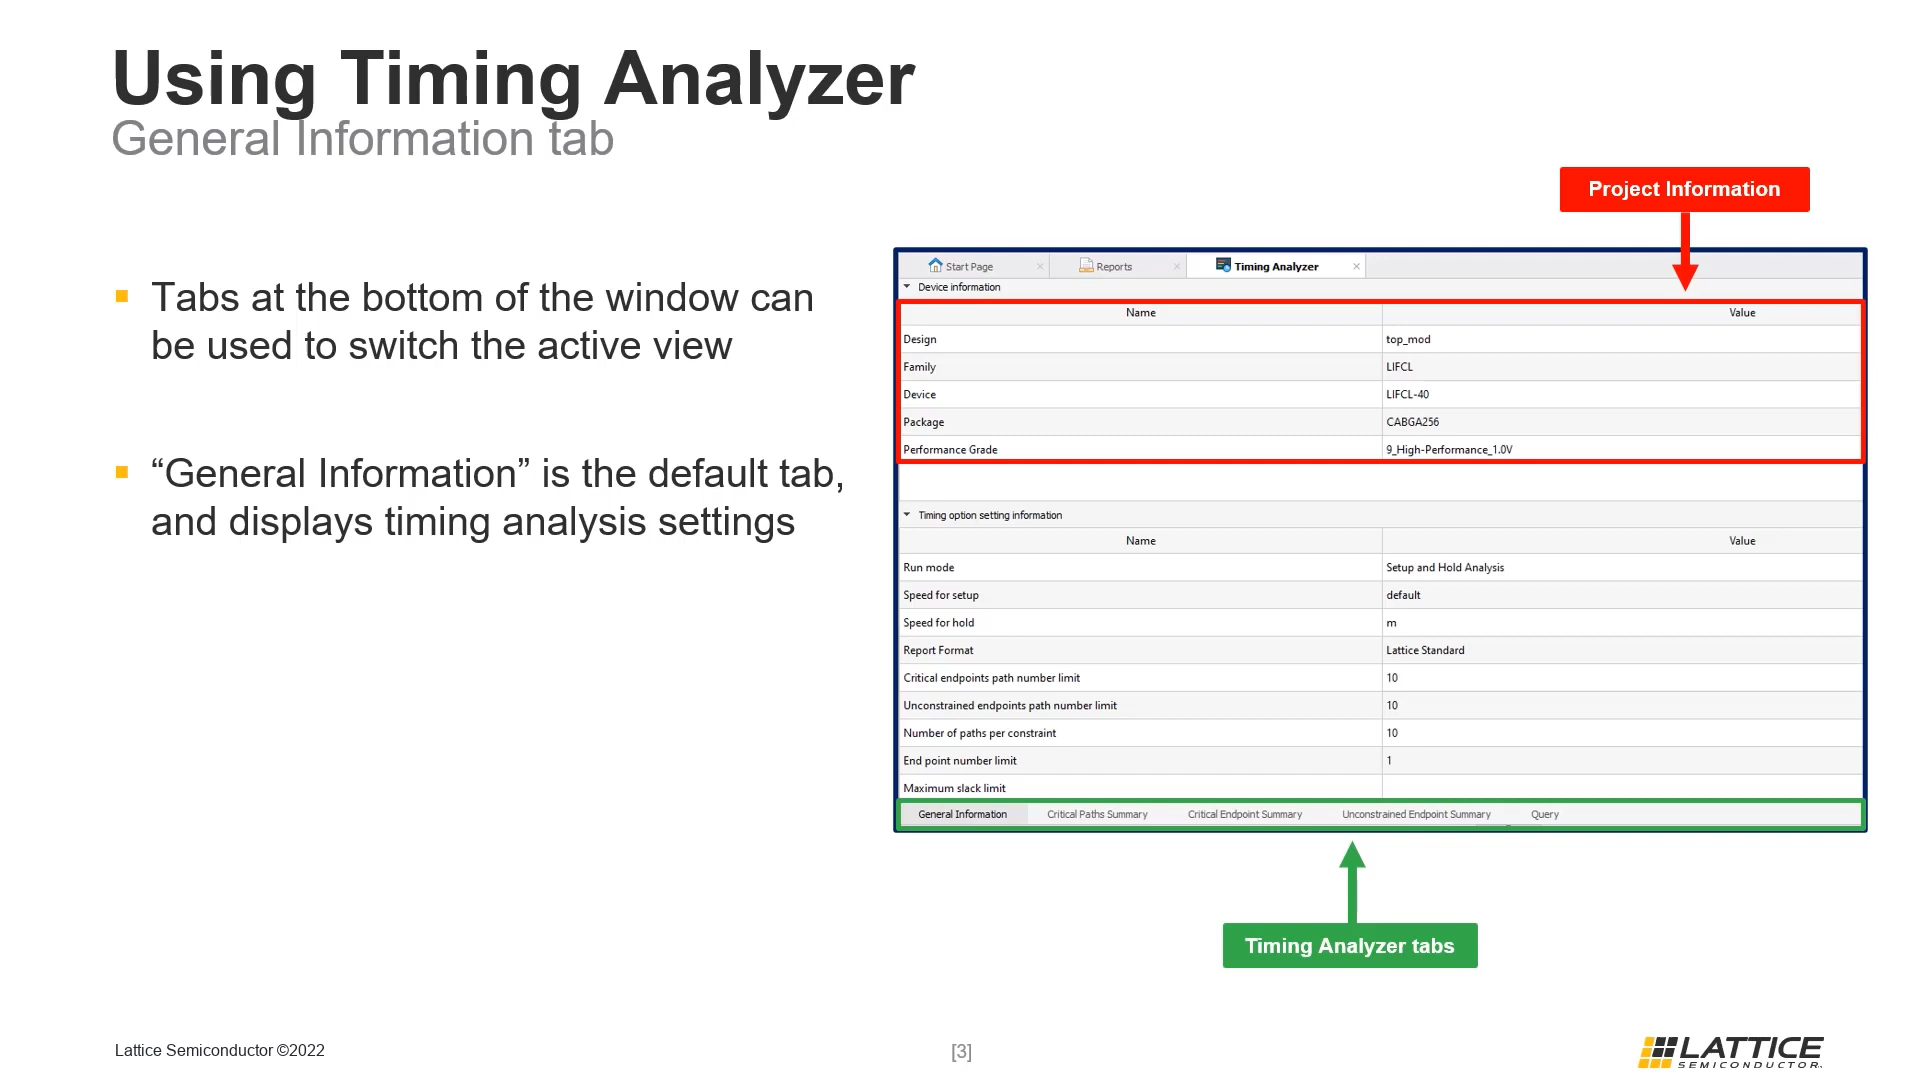 Using Timing Analyzer
General Information tab
Project Information
Tabs at the bottom of the window can
be used to switch the active view
“General Information” is the default tab,
and displays timing analysis settings
Start Page
Reports
Timing Analyzer
Device information
Name Value
Design top_mod
Family LIFCL
Device LIFCL-40
Package CABGA256
Performance Grade 9_High-Performance_1.0V
Timing option setting information
Name Value
Run mode Setup and Hold Analysis
Speed for setup default
Speed for hold m
Report Format Lattice Standard
Critical endpoints path number limit 10
Unconstrained endpoints path number limit 10
Number of paths per constraint 10
End point number limit 1
Maximum slack limit
General Information Critical Paths Summary Critical Endpoint Summary Unconstrained Endpoint Summary Query
Timing Analyzer tabs
Lattice Semiconductor ©2022
[3]
LATTICE
SEMICONDUCTOR